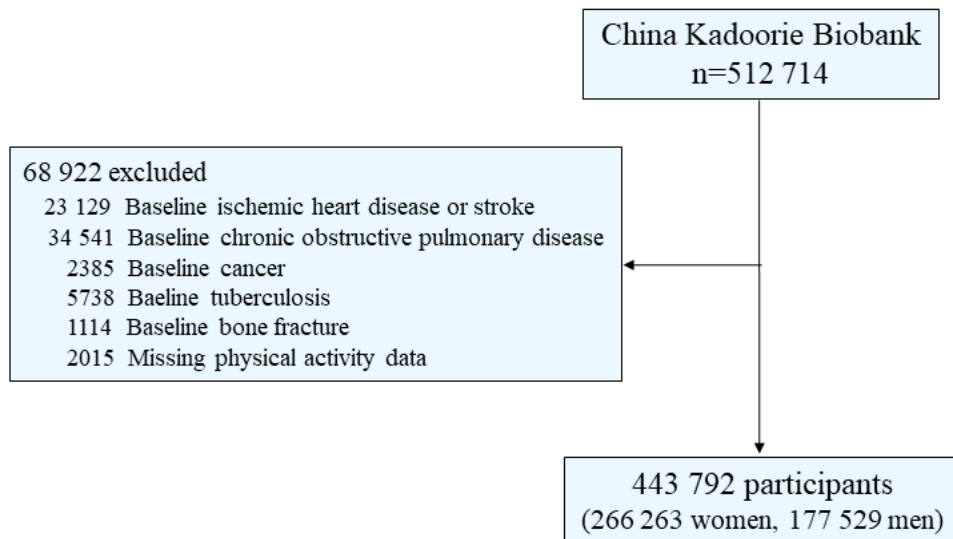 China Kadoorie Biobank
n=512 714
68 922 excluded
23 129 Baseline ischemic heart disease or stroke
34 541 Baseline chronic obstructive pulmonary disease
2385 Baseline cancer
5738 Baeline tuberculosis
1114 Baseline bone fracture
2015 Missing physical activity data
443 792 participants
(266 263 women, 177 529 men)